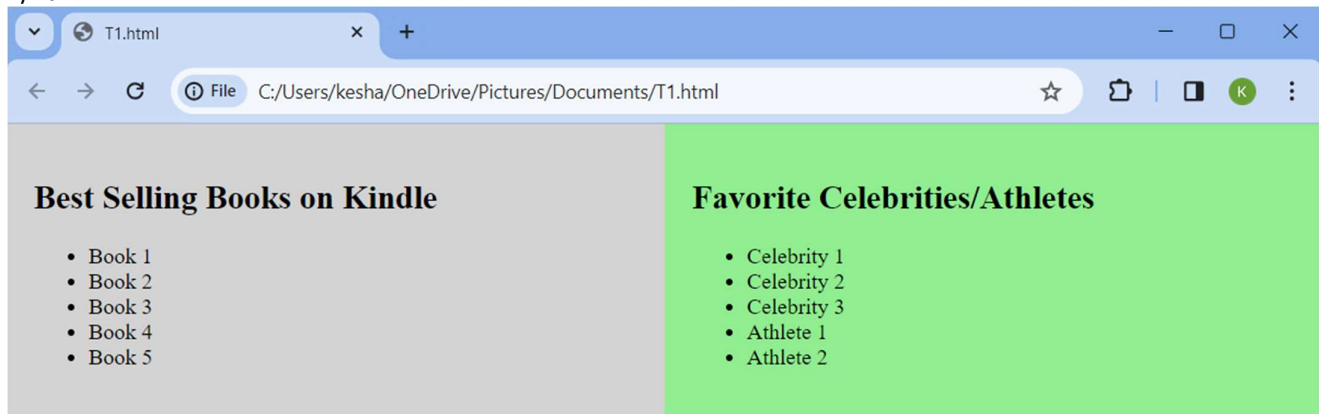 T1.html
File C:/Users/kesha/OneDrive/Pictures/Documents/T1.html
K
Best Selling Books on Kindle
• Book 1
• Book 2
• Book 3
• Book 4
• Book 5
Favorite Celebrities/Athletes
• Celebrity 1
• Celebrity 2
• Celebrity 3
• Athlete 1
• Athlete 2